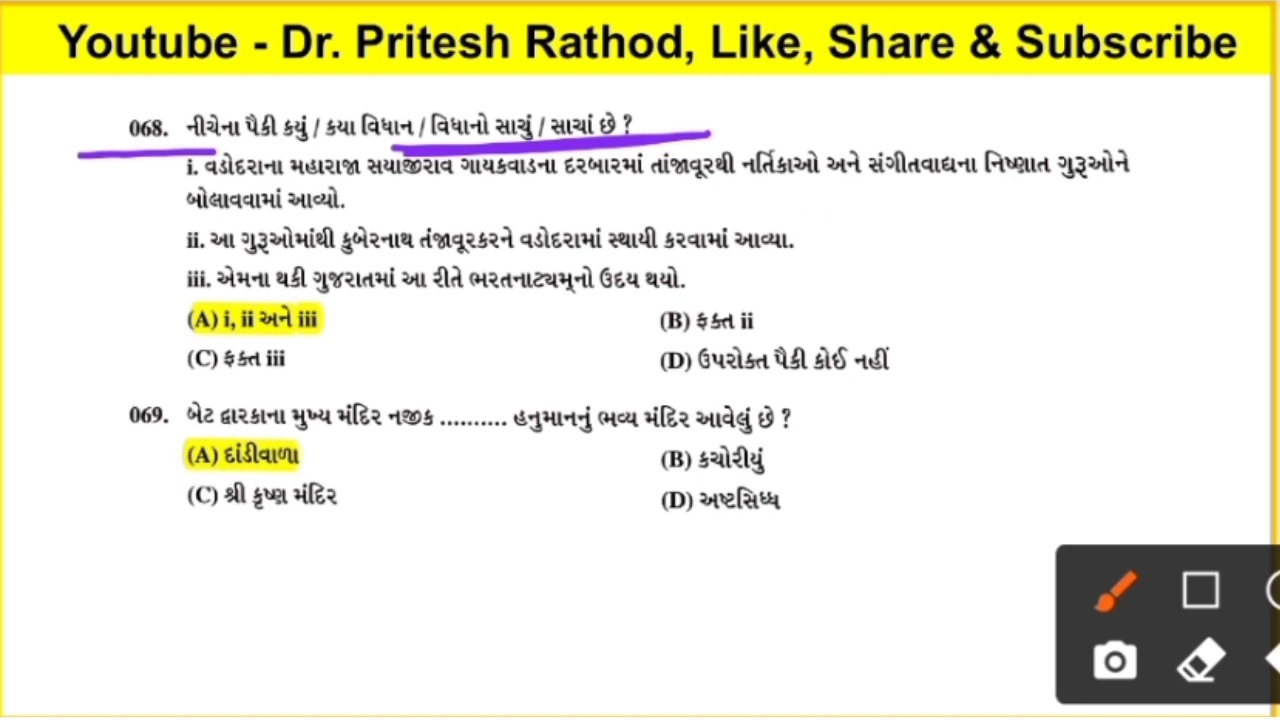 Youtube - Dr. Pritesh Rathod, Like, Share & Subscribe
068. નીચેના પૈકી કયું / કયા વિધાન / વિધાનો સાચું / સાચાં છે ?
i. વડોદરાના મહારાજા સયાજીરાવ ગાયકવાડના દરબારમાં તાંજાવૂરથી નર્તિકાઓ અને સંગીતવાદ્યના નિષ્ણાત ગુરૂઓને
બોલાવવામાં આવ્યો.
ii. આ ગુરૂઓમાંથી કુબેરનાથ તંજાવૂરકરને વડોદરામાં સ્થાયી કરવામાં આવ્યા.
iii. એમના થકી ગુજરાતમાં આ રીતે ભરતનાટ્યમ્‌નો ઉદય થયો.
(A) i, ii અને iii (B) ફક્ત ii
(C) ફક્ત iii (D) ઉપરોક્ત પૈકી કોઈ નહીં
069. બેટ દ્વારકાના મુખ્ય મંદિર નજીક .......... હનુમાનનું ભવ્ય મંદિર આવેલું છે ?
(A) દાંડીવાળા (B) કચોરીયું
(C) શ્રી કૃષ્ણ મંદિર (D) અષ્ટસિધ્ધ